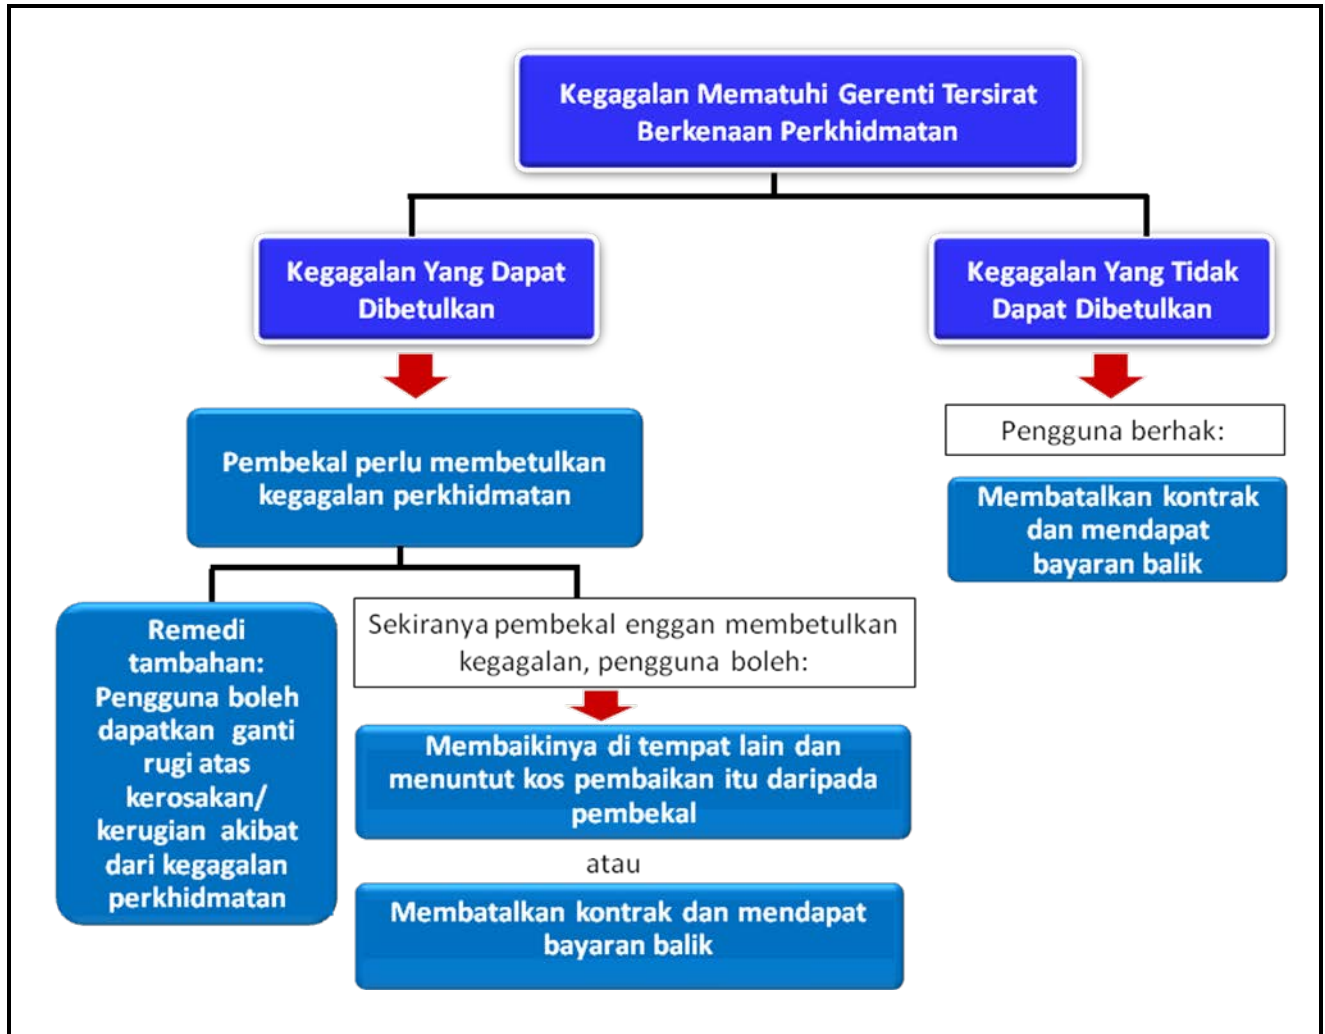 Kegagalan Mematuhi Gerenti Tersirat
Berkenaan Perkhidmatan
Kegagalan Yang Dapat
Dibetulkan
Kegagalan Yang Tidak
Dapat Dibetulkan
Pembekal perlu membetulkan
kegagalan perkhidmatan
Pengguna berhak:
Membatalkan kontrak
dan mendapat
bayaran balik
Remedi
tambahan:
Pengguna boleh
dapatkan ganti
rugi atas
kerosakan/
kerugian akibat
dari kegagalan
perkhidmatan
Sekiranya pembekal enggan membetulkan
kegagalan, pengguna boleh:
Membaikinya di tempat lain dan
menuntut kos pembaikan itu daripada
pembekal
atau
Membatalkan kontrak dan mendapat
bayaran balik